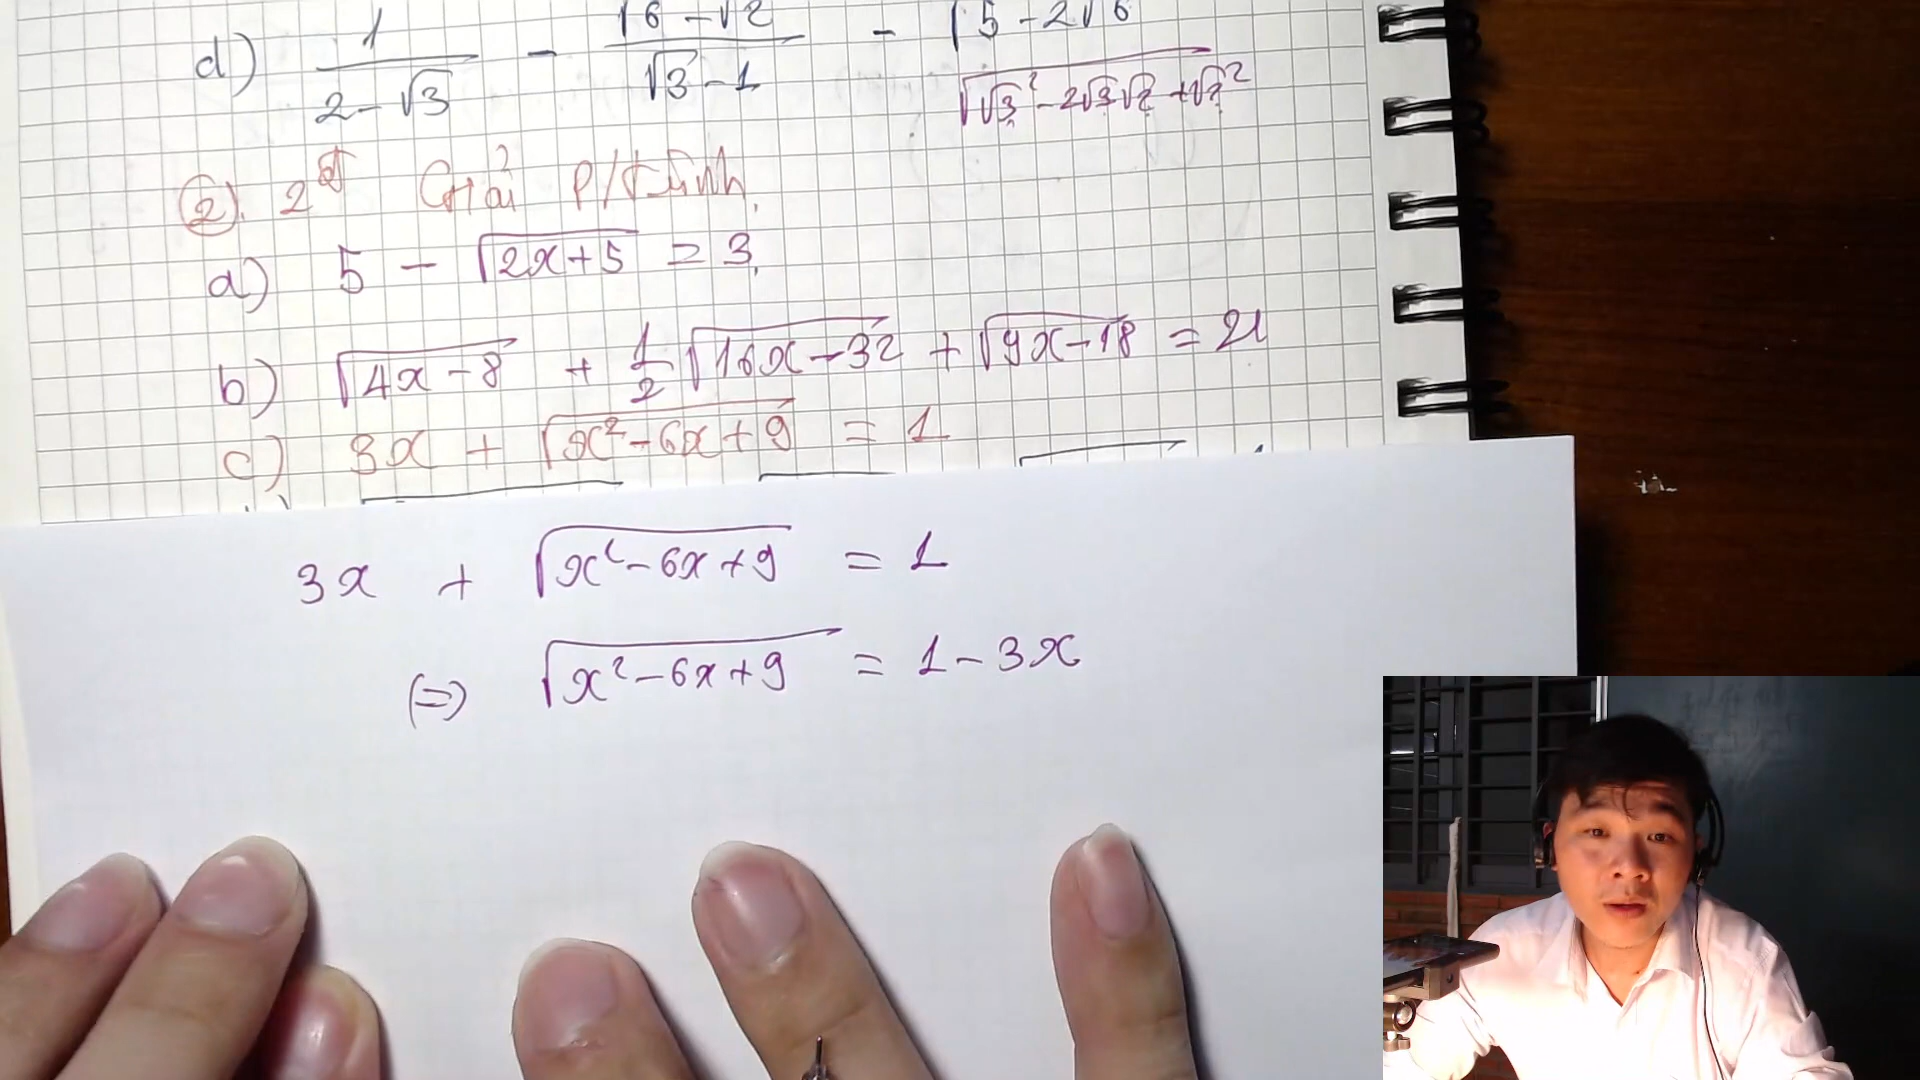 d) 1/(2-√3) - (√6-√2)/(√3-1) - √(5-2√6)
√(√3² - 2√3√2 + √2²)
②. 2đ Giải P/trình.
a) 5 - √(2x+5) = 3.
b) √(4x-8) + 1/2 √(16x-32) + √(9x-18) = 21
c) 3x + √(x²-6x+9) = 1
3x + √(x²-6x+9) = 1
(=) √(x²-6x+9) = 1-3x